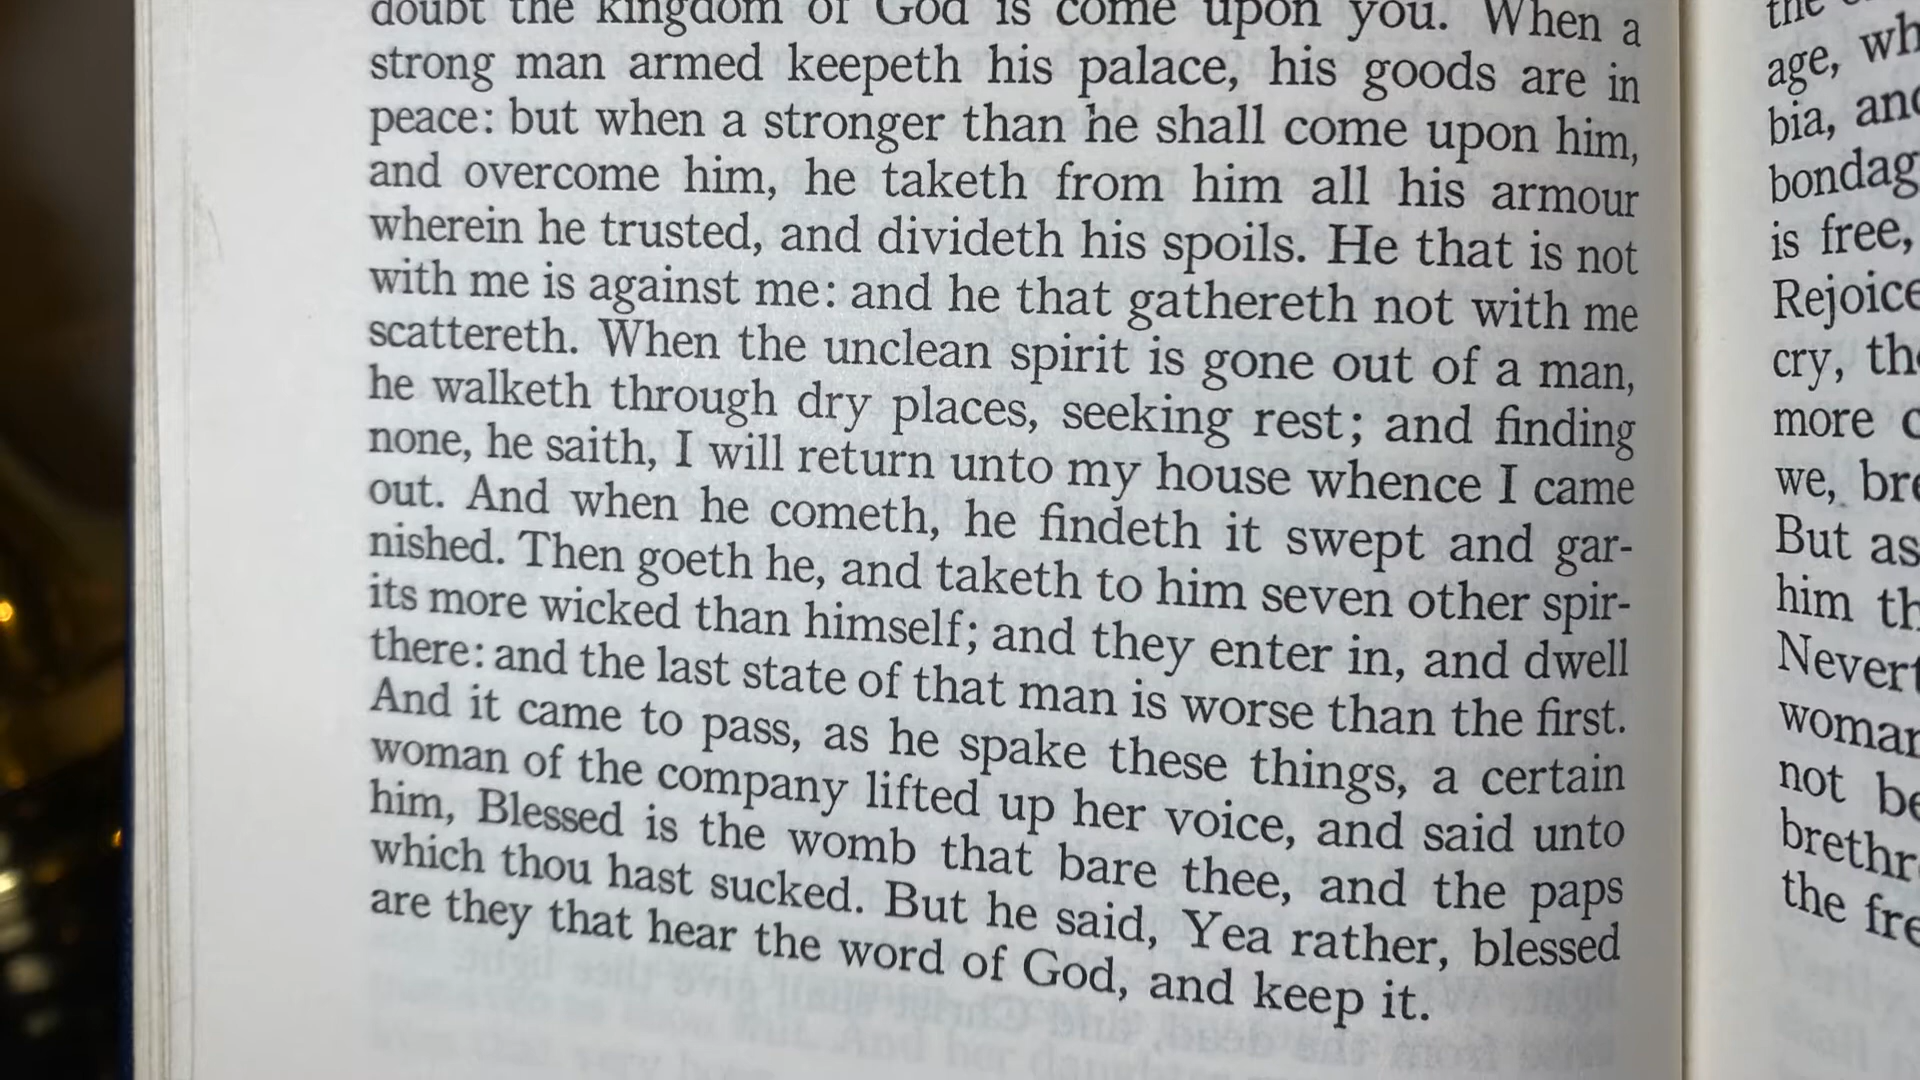 doubt the kingdom of God is come upon you. When a
strong man armed keepeth his palace, his goods are in
peace: but when a stronger than he shall come upon him,
and overcome him, he taketh from him all his armour
wherein he trusted, and divideth his spoils. He that is not
with me is against me: and he that gathereth not with me
scattereth. When the unclean spirit is gone out of a man,
he walketh through dry places, seeking rest; and finding
none, he saith, I will return unto my house whence I came
out. And when he cometh, he findeth it swept and gar-
nished. Then goeth he, and taketh to him seven other spir-
its more wicked than himself; and they enter in, and dwell
there: and the last state of that man is worse than the first.
And it came to pass, as he spake these things, a certain
woman of the company lifted up her voice, and said unto
him, Blessed is the womb that bare thee, and the paps
which thou hast sucked. But he said, Yea rather, blessed
are they that hear the word of God, and keep it.
the
age, wh
bia, and
bondag
is free,
Rejoice
cry, th
more
we, bre
But as
him th
Nevert
woman
not be
brethr
the fre